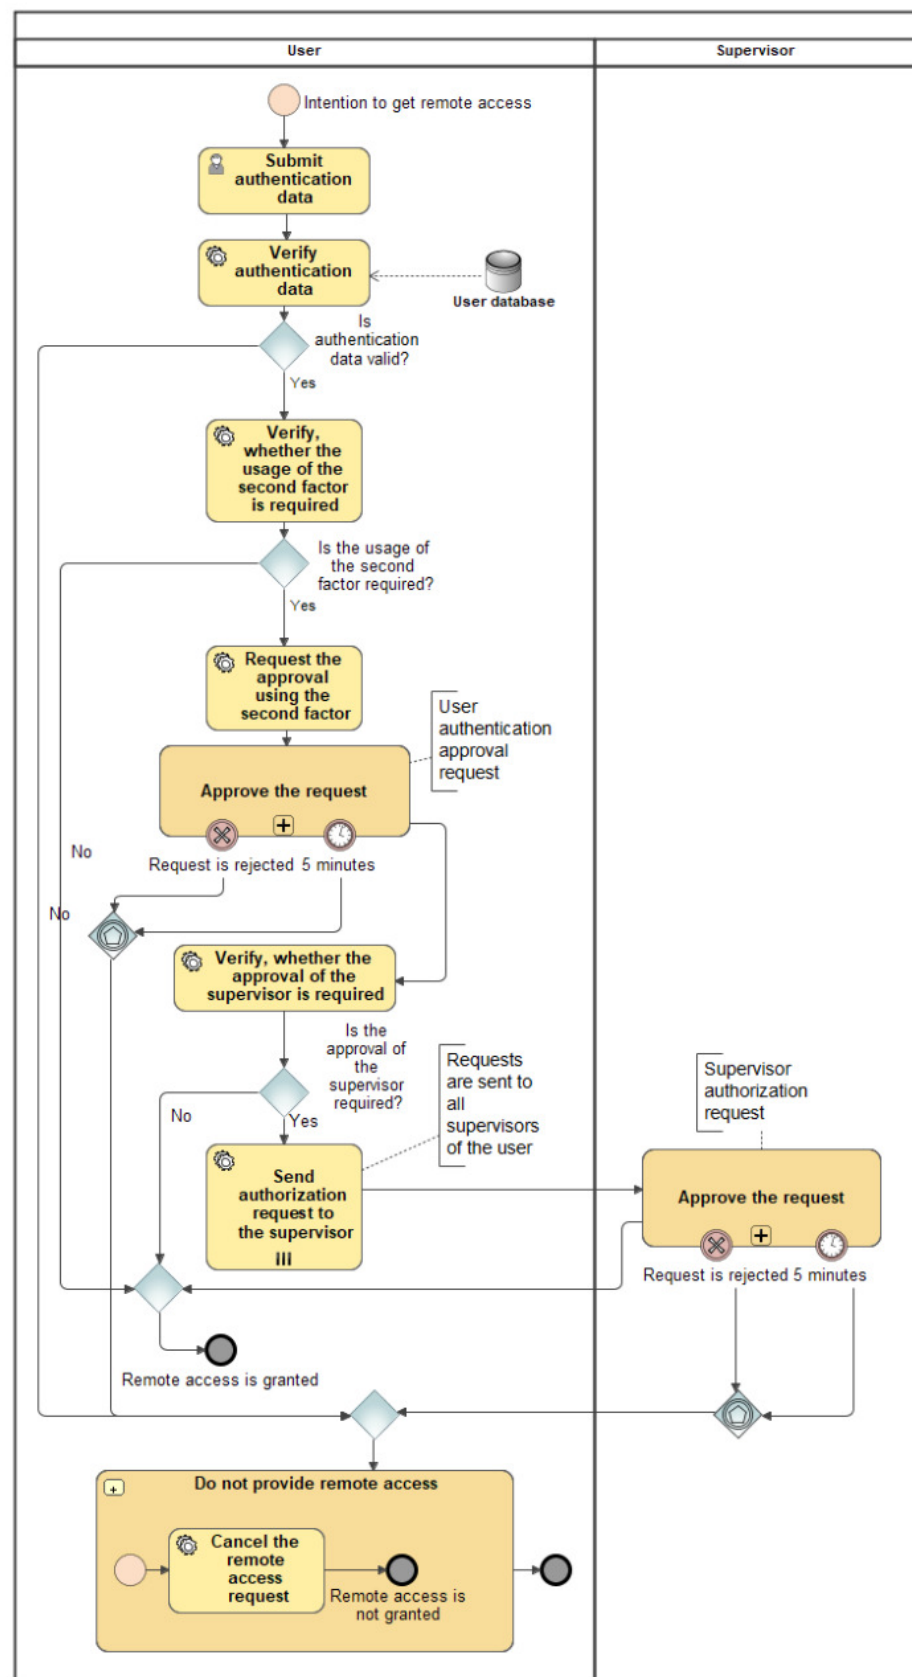 User
Supervisor
Intention to get remote access
Submit
authentication
data
Verify
authentication
data
User database
Is
authentication
data valid?
Yes
Verify,
whether the
usage of the
second factor
is required
Is the usage of
the second
factor required?
Yes
Request the
approval
using the
second factor
User
authentication
approval
request
Approve the request
No
Request is rejected
5 minutes
No
Verify, whether the
approval of the
supervisor is required
Is the
approval of
the
supervisor
required?
Requests
are sent to
all
supervisors
of the user
Supervisor
authorization
request
No
Yes
Send
authorization
request to
the supervisor
Approve the request
Request is rejected
5 minutes
Remote access is granted
Do not provide remote access
Cancel the
remote
access
request
Remote access is
not granted